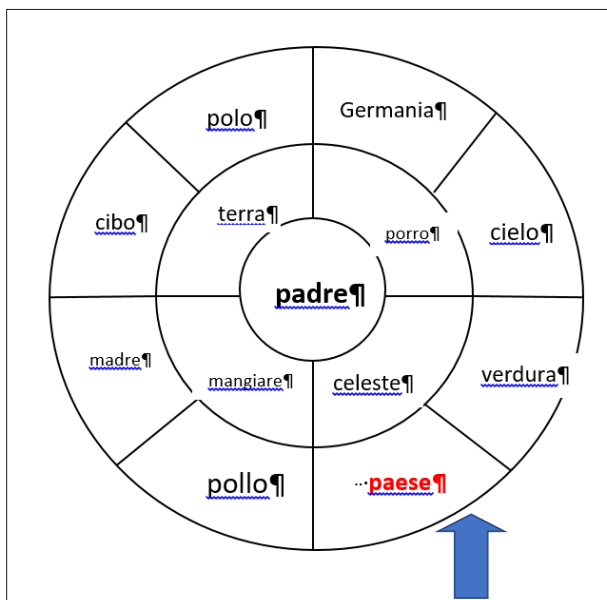 polo¶
Germania¶
cibo¶
terra¶
porro¶
cielo¶
padre¶
madre¶
mangiare¶
celeste¶
verdura¶
pollo¶
paese¶